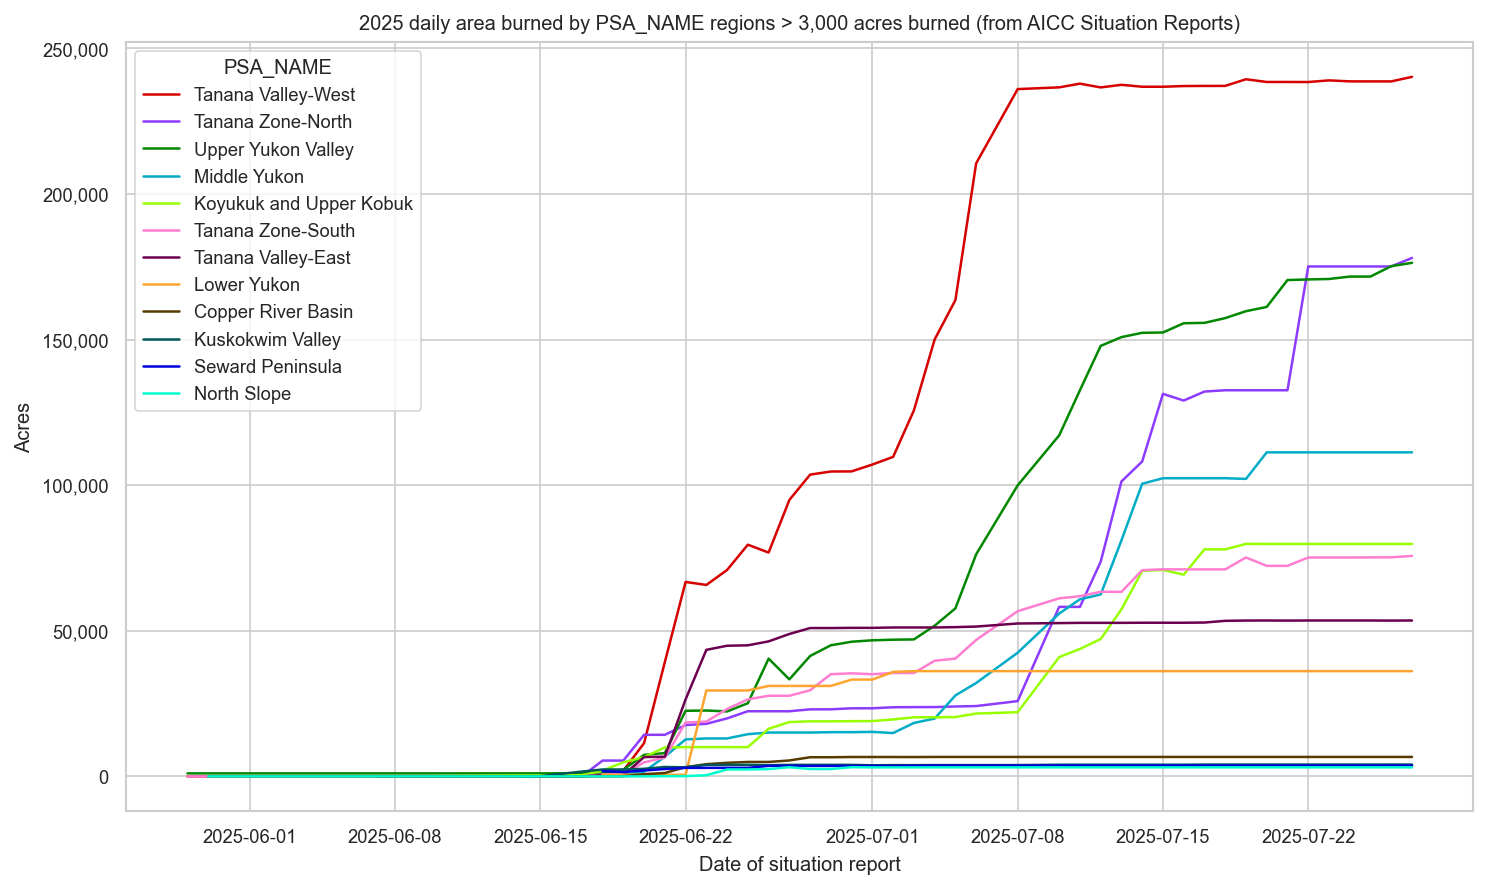 2025 daily area burned by PSA_NAME regions > 3,000 acres burned (from AICC Situation Reports)
250,000
200,000
150,000
100,000
50,000
0
Acres
PSA_NAME
Tanana Valley-West
Tanana Zone-North
Upper Yukon Valley
Middle Yukon
Koyukuk and Upper Kobuk
Tanana Zone-South
Tanana Valley-East
Lower Yukon
Copper River Basin
Kuskokwim Valley
Seward Peninsula
North Slope
2025-06-01 2025-06-08 2025-06-15 2025-06-22 2025-07-01 2025-07-08 2025-07-15 2025-07-22
Date of situation report